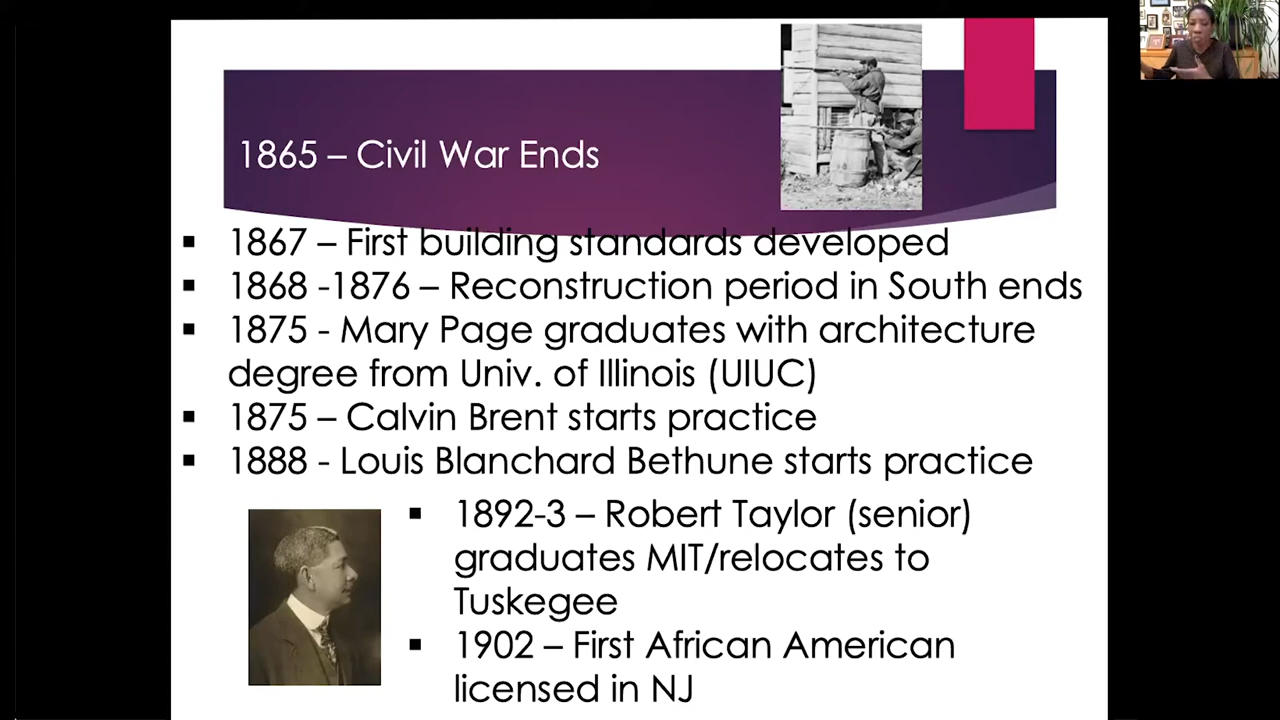 1865 – Civil War Ends
▪ 1867 – First building standards developed
▪ 1868 -1876 – Reconstruction period in South ends
▪ 1875 - Mary Page graduates with architecture
degree from Univ. of Illinois (UIUC)
▪ 1875 – Calvin Brent starts practice
▪ 1888 - Louis Blanchard Bethune starts practice
▪ 1892-3 – Robert Taylor (senior)
graduates MIT/relocates to
Tuskegee
▪ 1902 – First African American
licensed in NJ